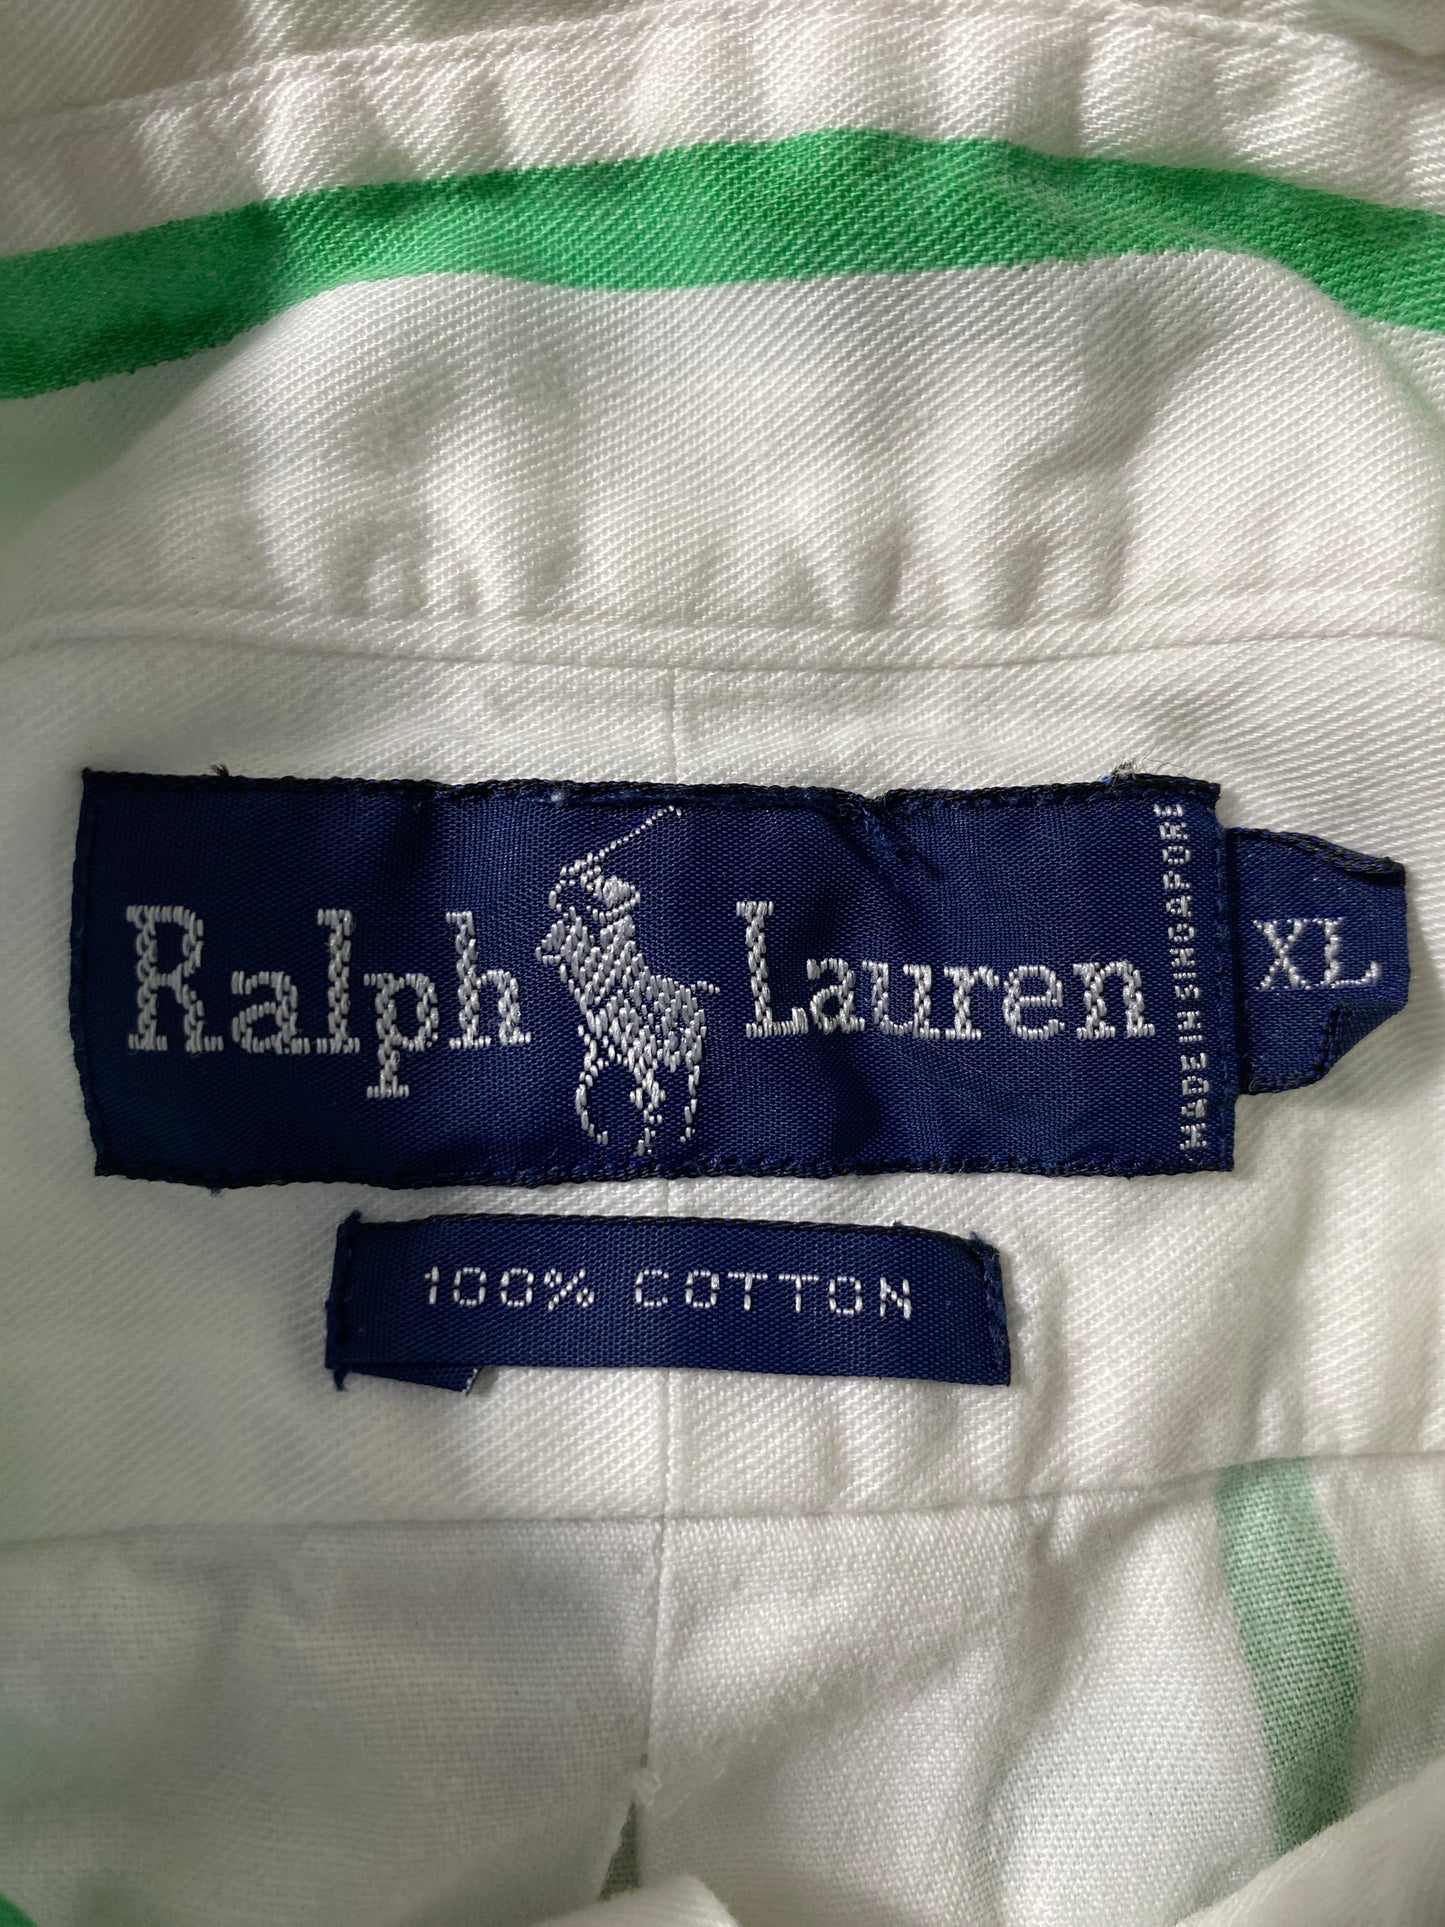 Ralph Lauren
MADE IN SINGAPORE
XL
100% COTTON